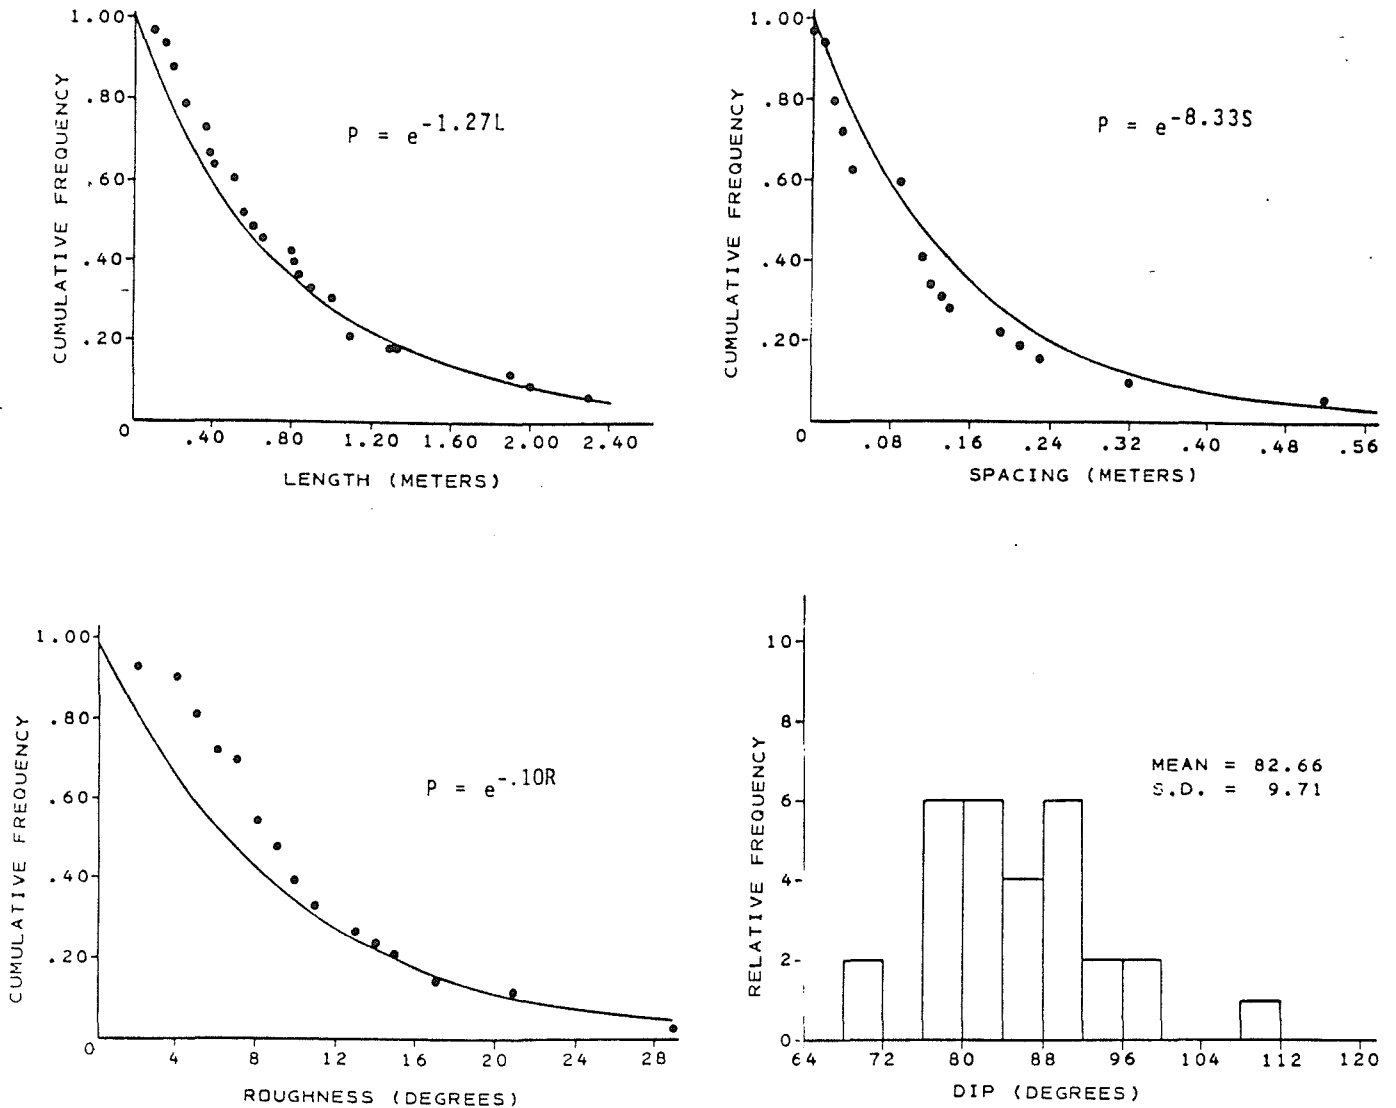 1.00
.80
.60
.40
.20
0
.40 .80 1.20 1.60 2.00 2.40
CUMULATIVE FREQUENCY
LENGTH (METERS)
P = e^-1.27L
1.00
.80
.60
.40
.20
0
.08 .16 .24 .32 .40 .48 .56
CUMULATIVE FREQUENCY
SPACING (METERS)
P = e^-8.33S
1.00
.80
.60
.40
.20
0
4 8 12 16 20 24 28
CUMULATIVE FREQUENCY
ROUGHNESS (DEGREES)
P = e^-.10R
10
8
6
4
2
0
64 72 80 88 96 104 112 120
RELATIVE FREQUENCY
DIP (DEGREES)
MEAN = 82.66
S.D. = 9.71